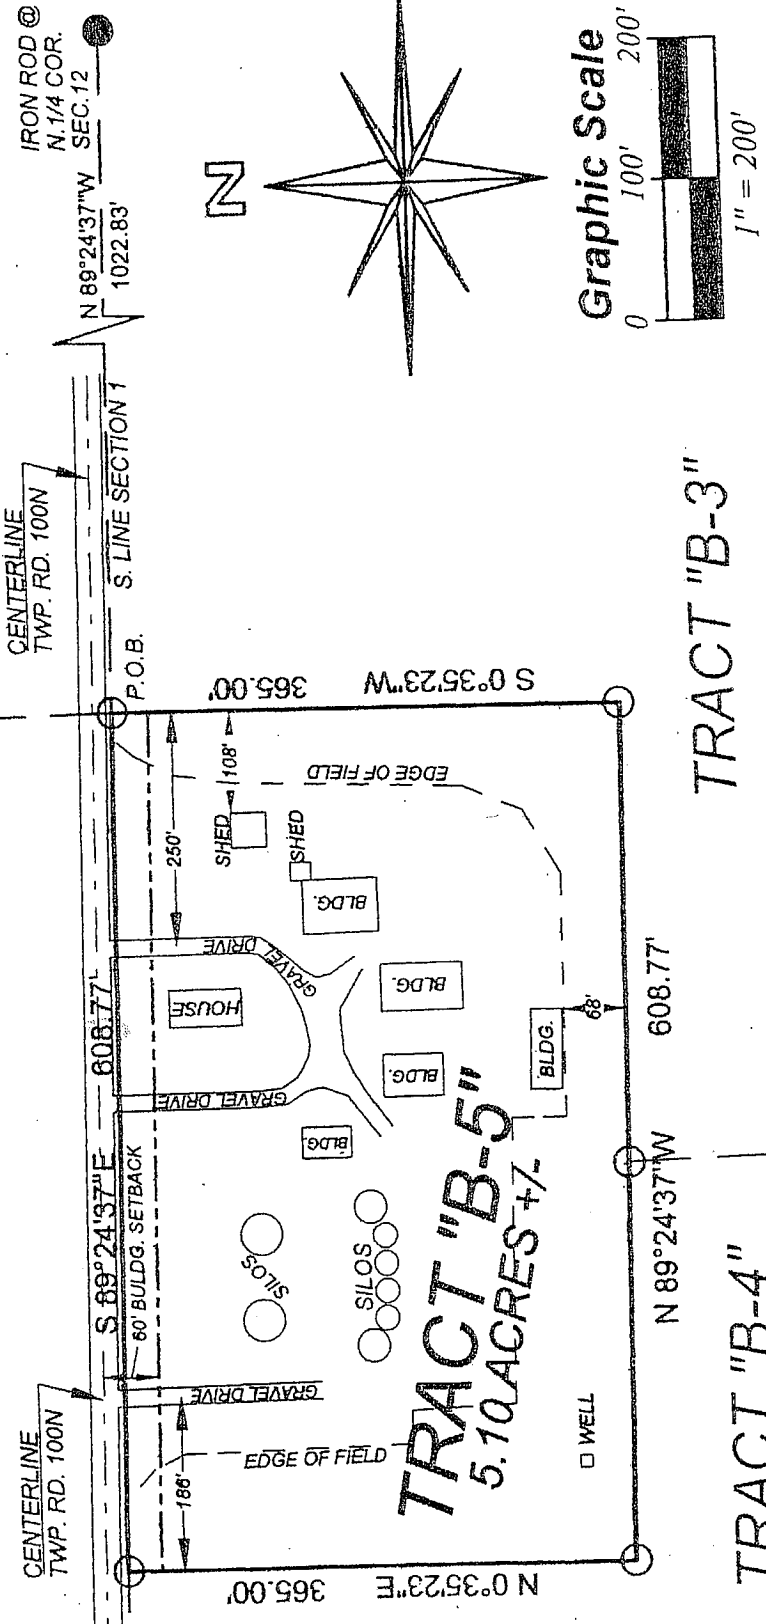 IRON ROD @
N.1/4 COR.
SEC.12
N 89°24'37"W
1022.83'
N
Graphic Scale
0 100' 200'
1" = 200'
CENTERLINE
TWP. RD. 100N
S. LINE SECTION 1
P.O.B.
S 0°35'23"W 365.00'
TRACT "B-3"
EDGE OF FIELD
108'
250'
SHED
SHED
BLDG.
GRAVEL DRIVE
HOUSE
BLDG.
BLDG.
68'
BLDG.
GRAVEL DRIVE
BLDG.
S 89°24'37"E 608.77'
60' BULDG. SETBACK
SILOS
SILOS
TRACT "B-5"
5.10 ACRES +/-
N 89°24'37"W 608.77'
CENTERLINE
TWP. RD. 100N
GRAVEL DRIVE
186'
EDGE OF FIELD
WELL
N 0°35'23"E 365.00'
TRACT "B-4"